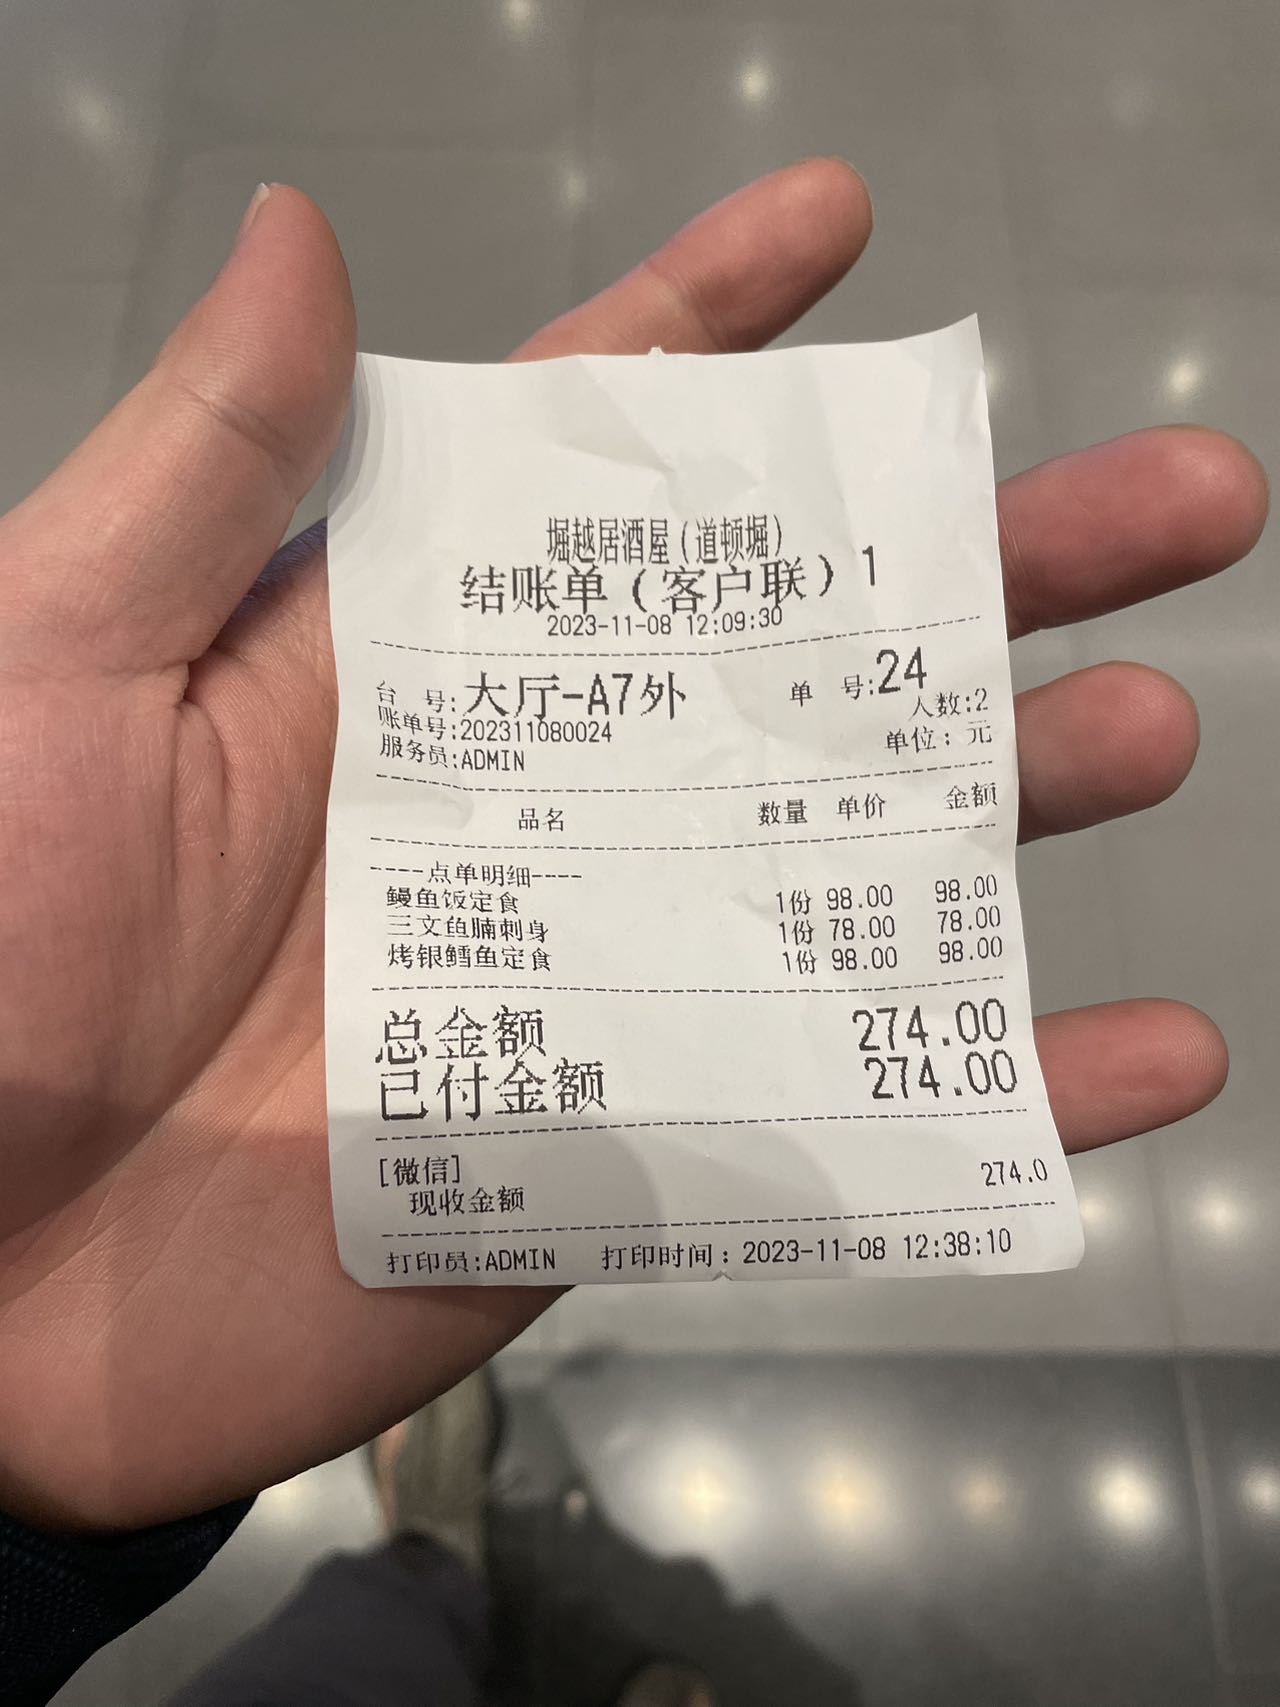 堀越居酒屋(道顿堀)
结账单(客户联)1
2023-11-08 12:09:30
台 号:大厅-A7外 单 号:24
账单号:202311080024 人数:2
服务员:ADMIN 单位:元
品名 数量 单价 金额
----点单明细----
鳗鱼饭定食 1份 98.00 98.00
三文鱼腩刺身 1份 78.00 78.00
烤银鳕鱼定食 1份 98.00 98.00
总金额 274.00
已付金额 274.00
[微信] 274.0
现收金额
打印员:ADMIN 打印时间:2023-11-08 12:38:10